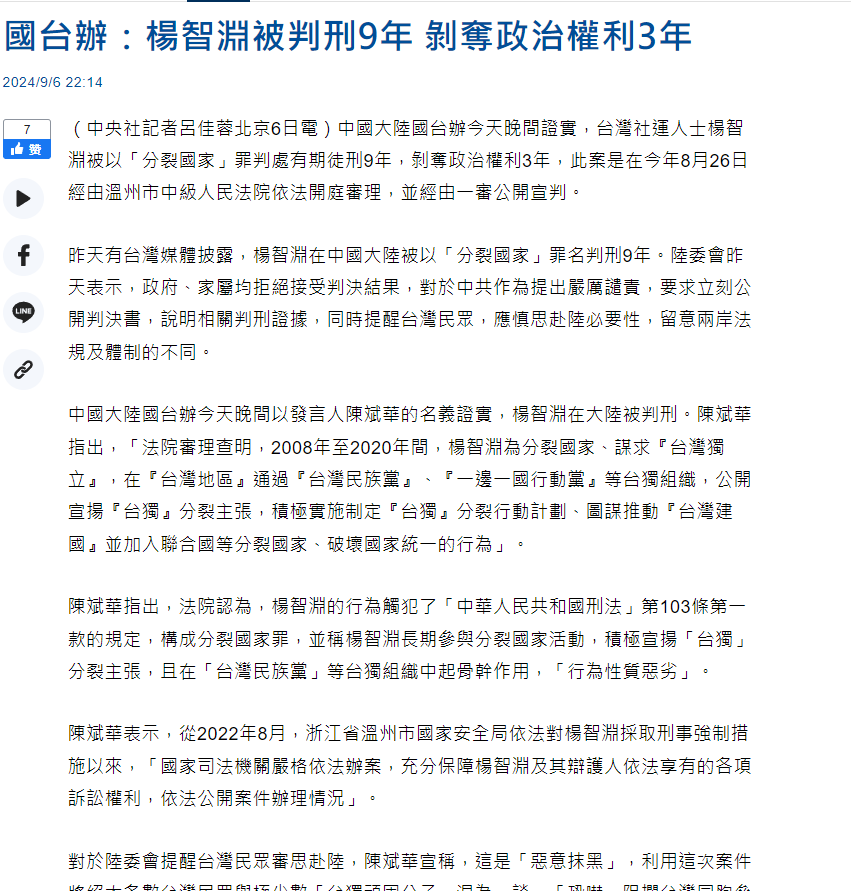 國台辦：楊智淵被判刑9年 剝奪政治權利3年
2024/9/6 22:14
7
赞
LINE
（中央社記者呂佳蓉北京6日電）中國大陸國台辦今天晚間證實，台灣社運人士楊智
淵被以「分裂國家」罪判處有期徒刑9年，剝奪政治權利3年，此案是在今年8月26日
經由溫州市中級人民法院依法開庭審理，並經由一審公開宣判。
昨天有台灣媒體披露，楊智淵在中國大陸被以「分裂國家」罪名判刑9年。陸委會昨
天表示，政府、家屬均拒絕接受判決結果，對於中共作為提出嚴厲譴責，要求立刻公
開判決書，說明相關判刑證據，同時提醒台灣民眾，應慎思赴陸必要性，留意兩岸法
規及體制的不同。
中國大陸國台辦今天晚間以發言人陳斌華的名義證實，楊智淵在大陸被判刑。陳斌華
指出，「法院審理查明，2008年至2020年間，楊智淵為分裂國家、謀求『台灣獨
立』，在『台灣地區』通過『台灣民族黨』、『一邊一國行動黨』等台獨組織，公開
宣揚『台獨』分裂主張，積極實施制定『台獨』分裂行動計劃、圖謀推動『台灣建
國』並加入聯合國等分裂國家、破壞國家統一的行為」。
陳斌華指出，法院認為，楊智淵的行為觸犯了「中華人民共和國刑法」第103條第一
款的規定，構成分裂國家罪，並稱楊智淵長期參與分裂國家活動，積極宣揚「台獨」
分裂主張，且在「台灣民族黨」等台獨組織中起骨幹作用，「行為性質惡劣」。
陳斌華表示，從2022年8月，浙江省溫州市國家安全局依法對楊智淵採取刑事強制措
施以來，「國家司法機關嚴格依法辦案，充分保障楊智淵及其辯護人依法享有的各項
訴訟權利，依法公開案件辦理情況」。
對於陸委會提醒台灣民眾審思赴陸，陳斌華宣稱，這是「惡意抹黑」，利用這次案件